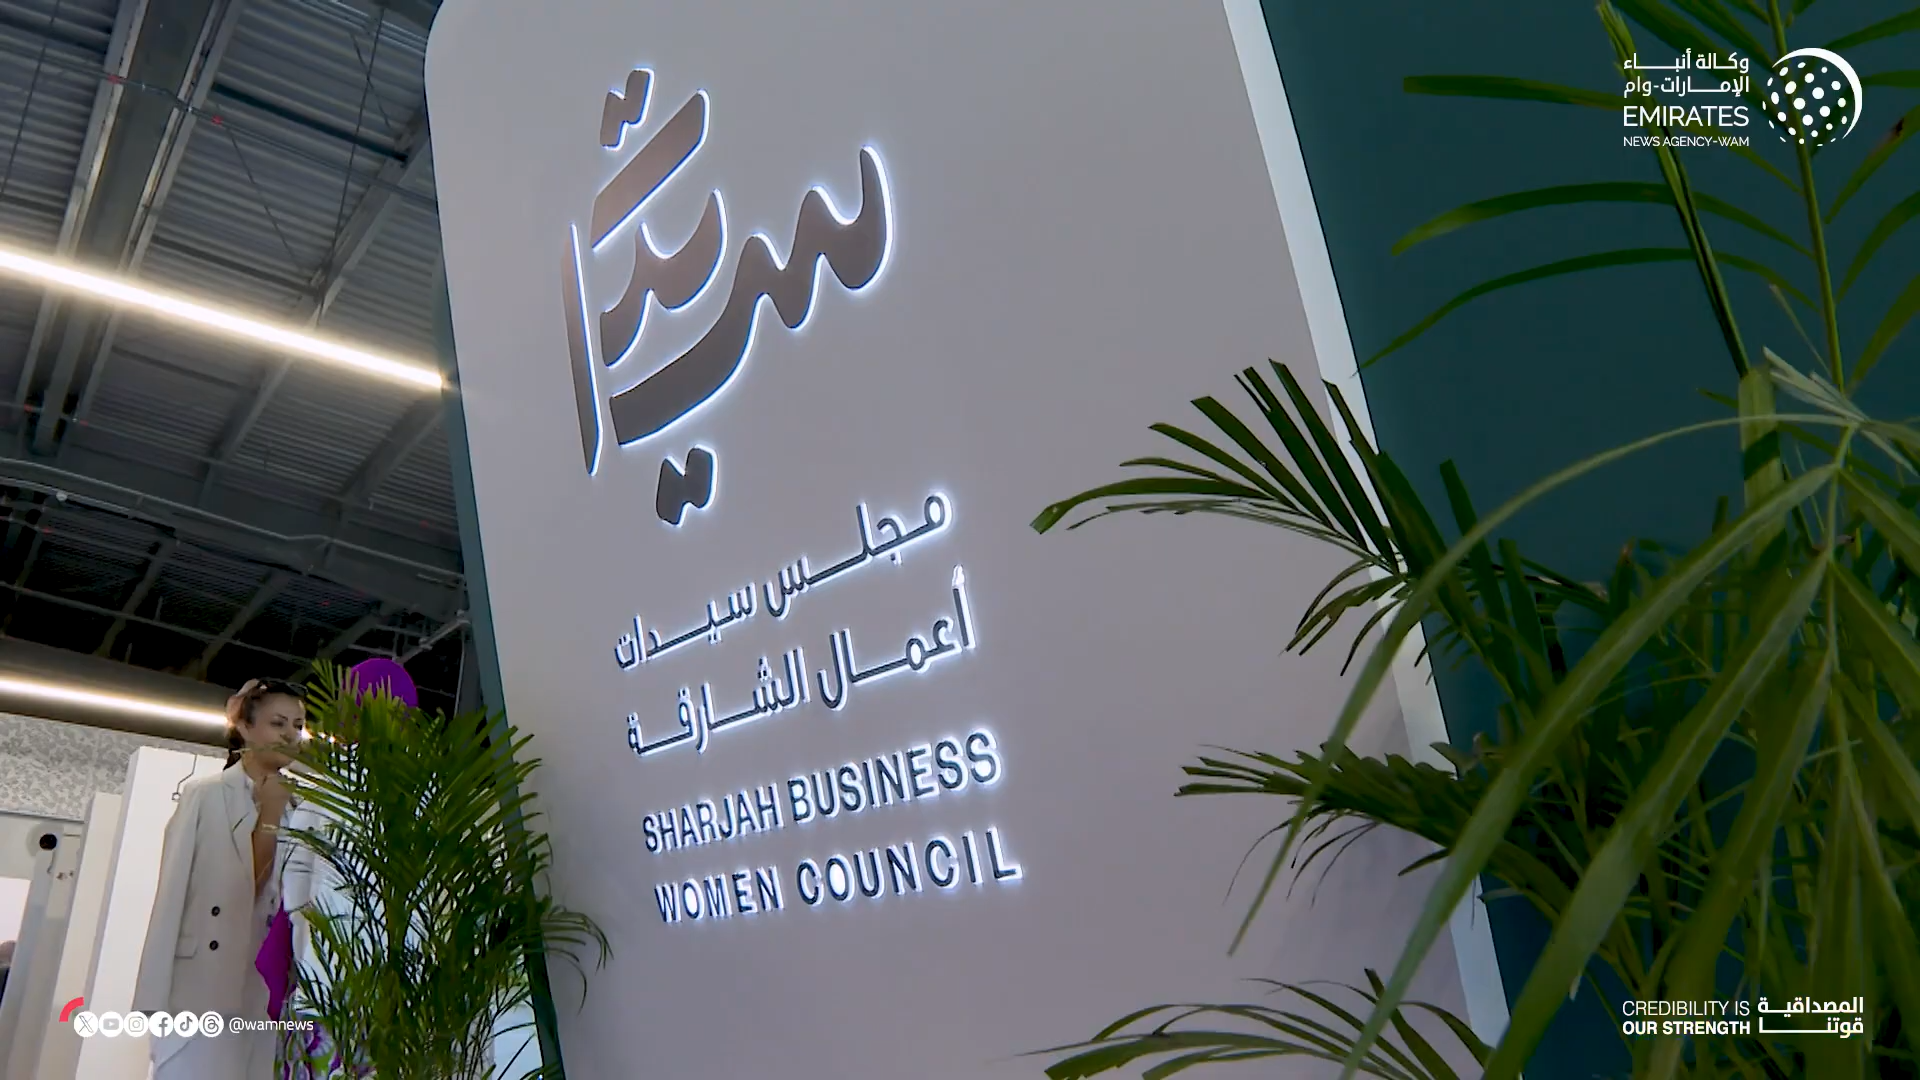 وكالة أنباء
الإمارات-وام
EMIRATES
NEWS AGENCY-WAM
مجلس سيدات
أعمال الشارقة
SHARJAH BUSINESS
WOMEN COUNCIL
@wamnews
CREDIBILITY IS
OUR STRENGTH
المصداقية
قوتنا